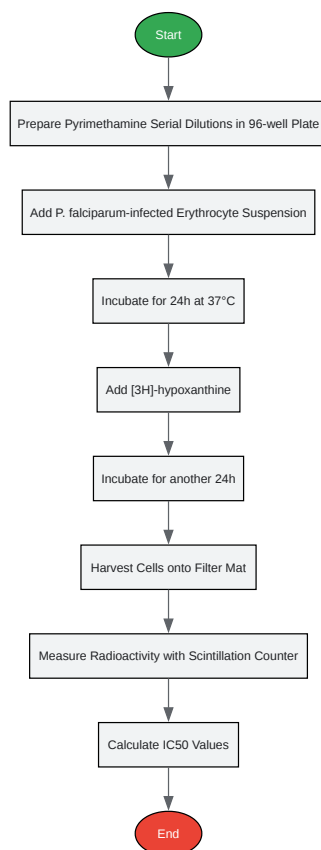 Start
Prepare Pyrimethamine Serial Dilutions in 96-well Plate
Add P. falciparum-infected Erythrocyte Suspension
Incubate for 24h at 37°C
Add [3H]-hypoxanthine
Incubate for another 24h
Harvest Cells onto Filter Mat
Measure Radioactivity with Scintillation Counter
Calculate IC50 Values
End